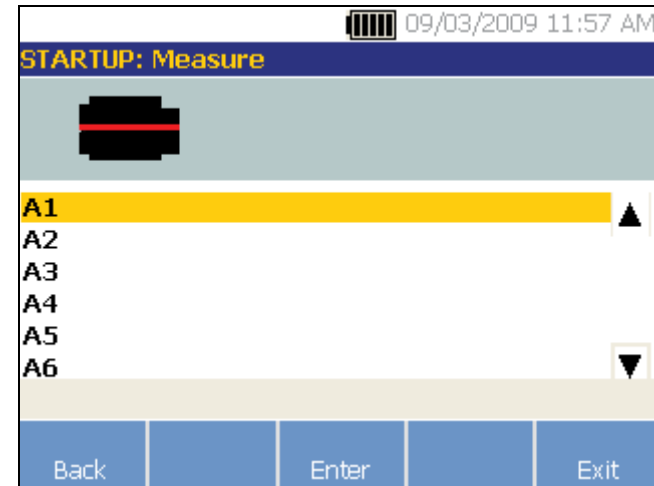 09/03/2009 11:57 AM
STARTUP: Measure
A1
A2
A3
A4
A5
A6
Back Enter Exit